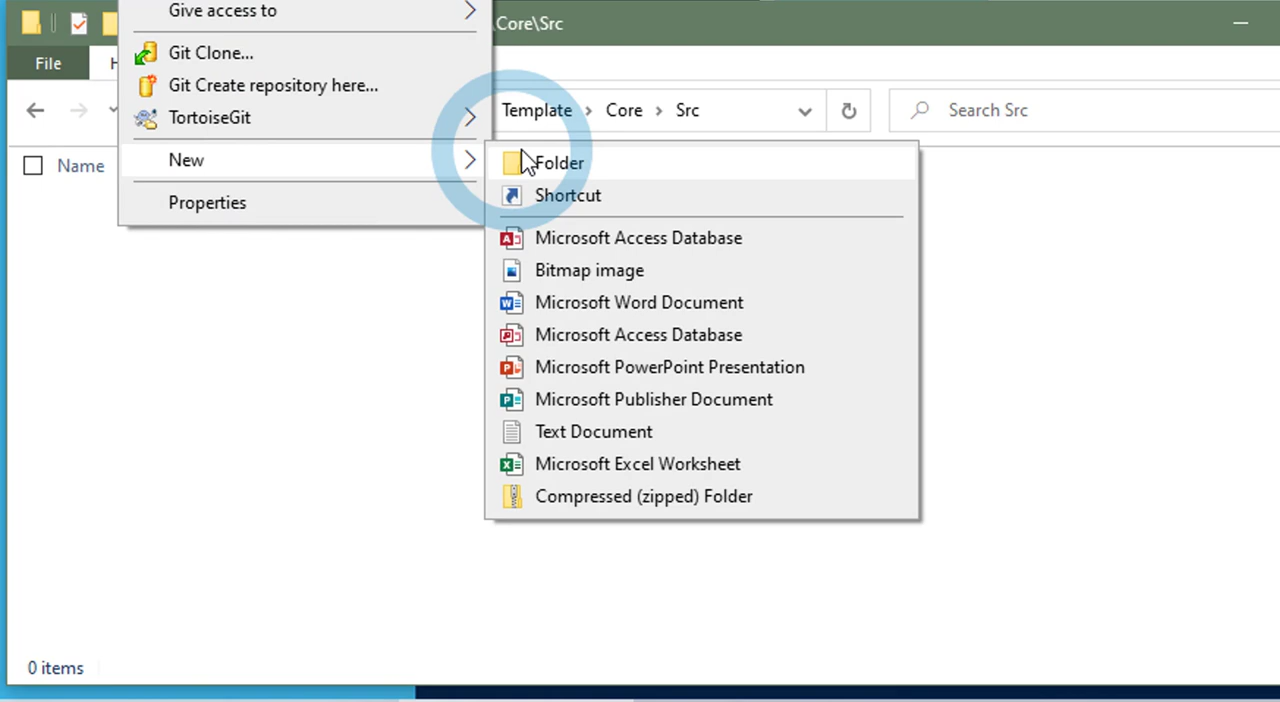 Give access to
\Core\Src
Git Clone...
File
Git Create repository here...
Template > Core > Src
Search Src
TortoiseGit
New
Name
Folder
Properties
Shortcut
Microsoft Access Database
Bitmap image
Microsoft Word Document
Microsoft Access Database
Microsoft PowerPoint Presentation
Microsoft Publisher Document
Text Document
Microsoft Excel Worksheet
Compressed (zipped) Folder
0 items